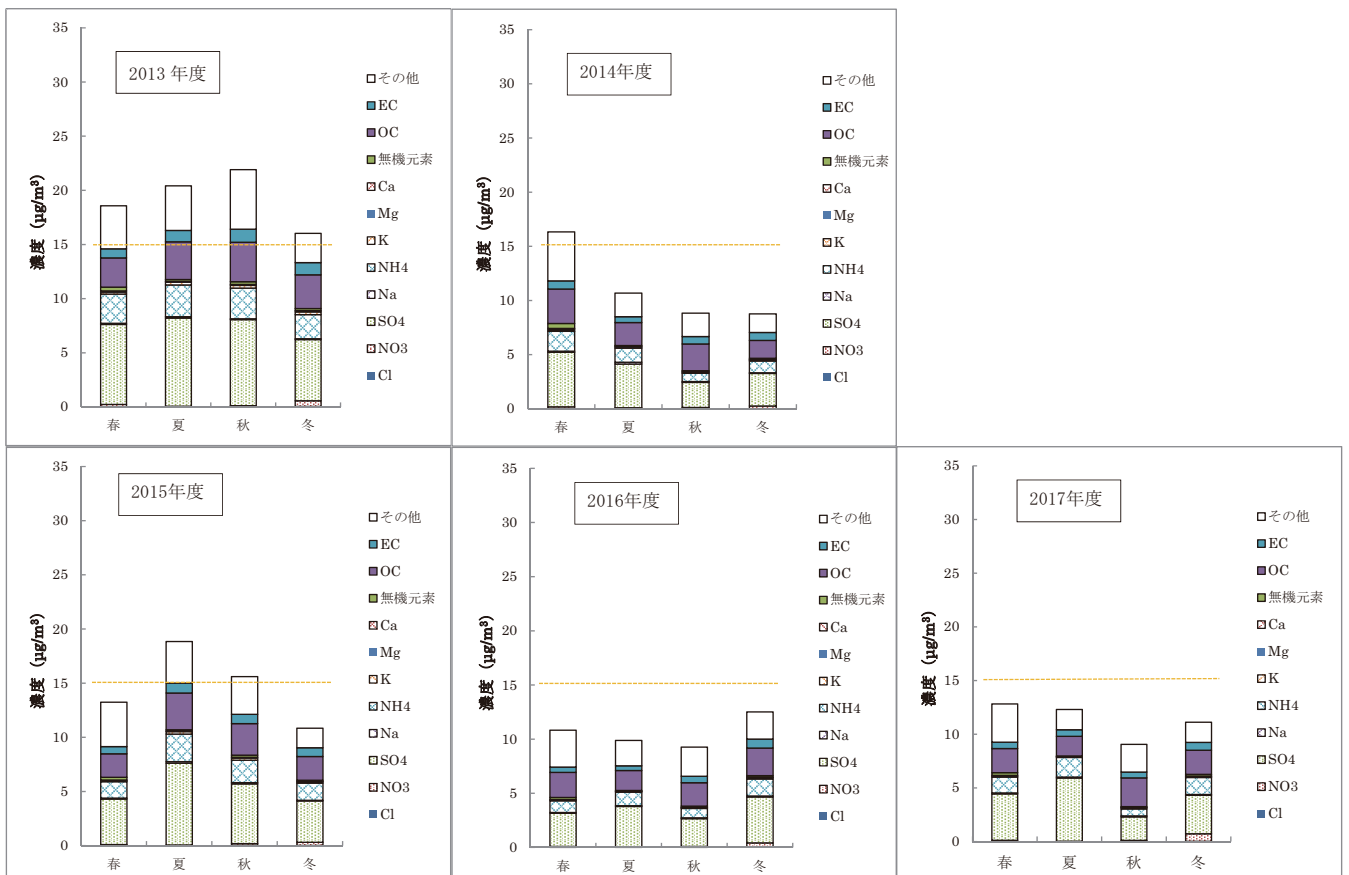 2013 年度
濃度（µg/m³）
35
30
25
20
15
10
5
0
春 夏 秋 冬
その他
EC
OC
無機元素
Ca
Mg
K
NH4
Na
SO4
NO3
Cl
2014年度
濃度（µg/m³）
35
30
25
20
15
10
5
0
春 夏 秋 冬
その他
EC
OC
無機元素
Ca
Mg
K
NH4
Na
SO4
NO3
Cl
2015年度
濃度（µg/m³）
35
30
25
20
15
10
5
0
春 夏 秋 冬
その他
EC
OC
無機元素
Ca
Mg
K
NH4
Na
SO4
NO3
Cl
2016年度
濃度（µg/m³）
35
30
25
20
15
10
5
0
春 夏 秋 冬
その他
EC
OC
無機元素
Ca
Mg
K
NH4
Na
SO4
NO3
Cl
2017年度
濃度（µg/m³）
35
30
25
20
15
10
5
0
春 夏 秋 冬
その他
EC
OC
無機元素
Ca
Mg
K
NH4
Na
SO4
NO3
Cl